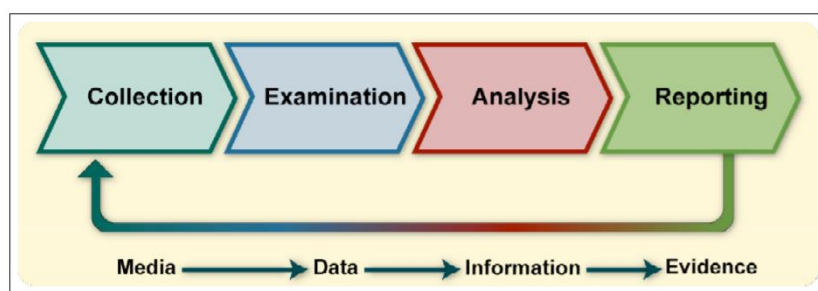 Collection Examination Analysis Reporting
Media Data Information Evidence